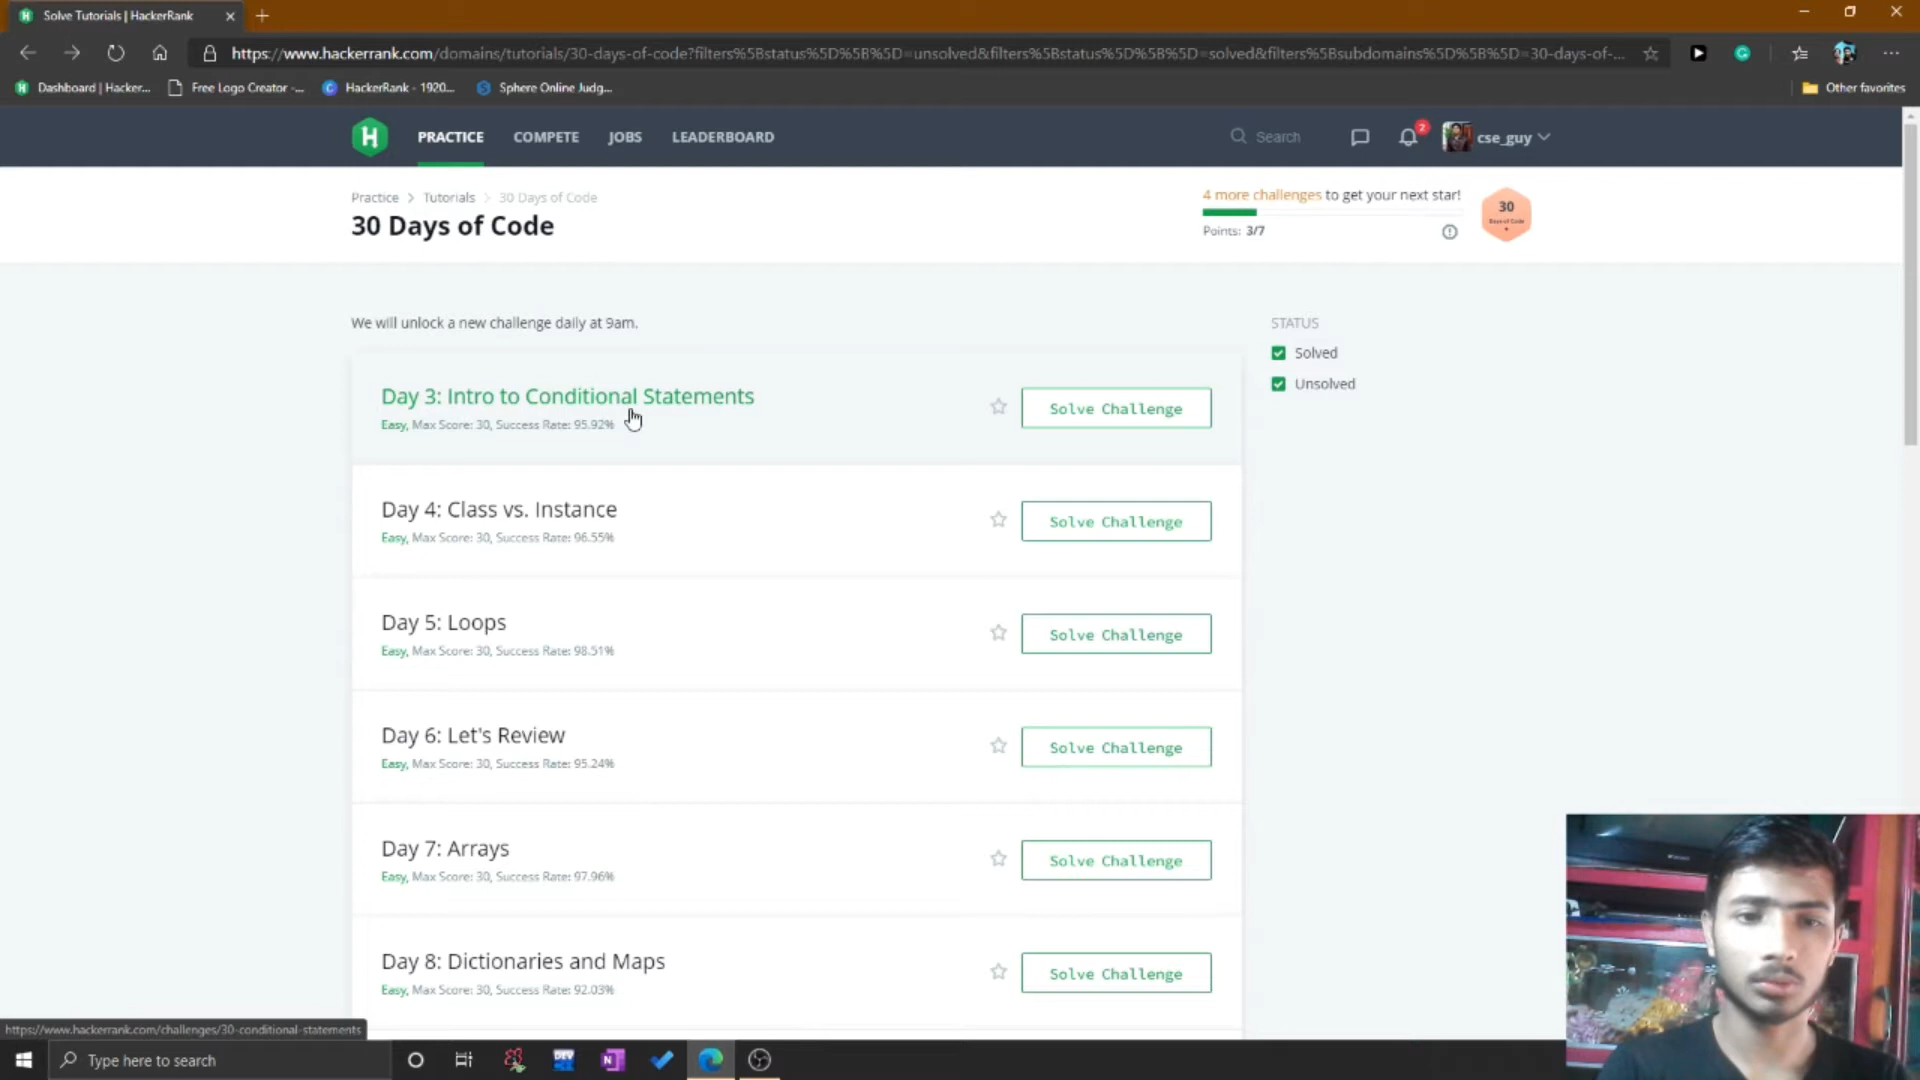 Solve Tutorials | HackerRank
https://www.hackerrank.com/domains/tutorials/30-days-of-code?filters%5Bstatus%5D%5B%5D=unsolved&filters%5Bstatus%5D%5B%5D=solved&filters%5Bsubdomains%5D%5B%5D=30-days-of-...
Dashboard | Hacker...
Free Logo Creator -...
HackerRank - 1920...
Sphere Online Judg...
Other favorites
PRACTICE
COMPETE
JOBS
LEADERBOARD
Search
2
cse_guy
Practice > Tutorials > 30 Days of Code
30 Days of Code
4 more challenges to get your next star!
Points: 3/7
30
Days of Code
We will unlock a new challenge daily at 9am.
STATUS
Solved
Unsolved
Day 3: Intro to Conditional Statements
Easy, Max Score: 30, Success Rate: 95.92%
Solve Challenge
Day 4: Class vs. Instance
Easy, Max Score: 30, Success Rate: 96.55%
Solve Challenge
Day 5: Loops
Easy, Max Score: 30, Success Rate: 98.51%
Solve Challenge
Day 6: Let's Review
Easy, Max Score: 30, Success Rate: 95.24%
Solve Challenge
Day 7: Arrays
Easy, Max Score: 30, Success Rate: 97.96%
Solve Challenge
Day 8: Dictionaries and Maps
Easy, Max Score: 30, Success Rate: 92.03%
Solve Challenge
https://www.hackerrank.com/challenges/30-conditional-statements
Type here to search
DEV
N